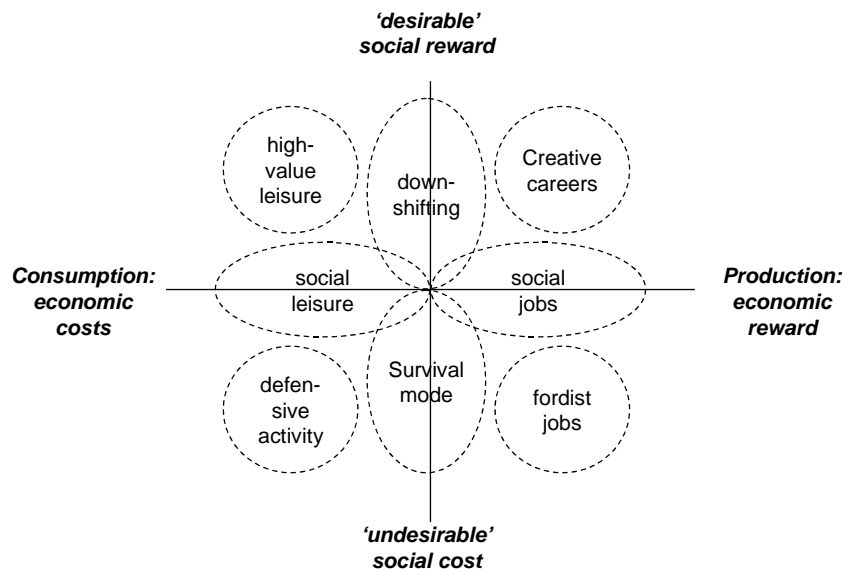 ‘desirable’
social reward
high-
value
leisure
down-
shifting
Creative
careers
Consumption:
economic
costs
social
leisure
social
jobs
Production:
economic
reward
defen-
sive
activity
Survival
mode
fordist
jobs
‘undesirable’
social cost